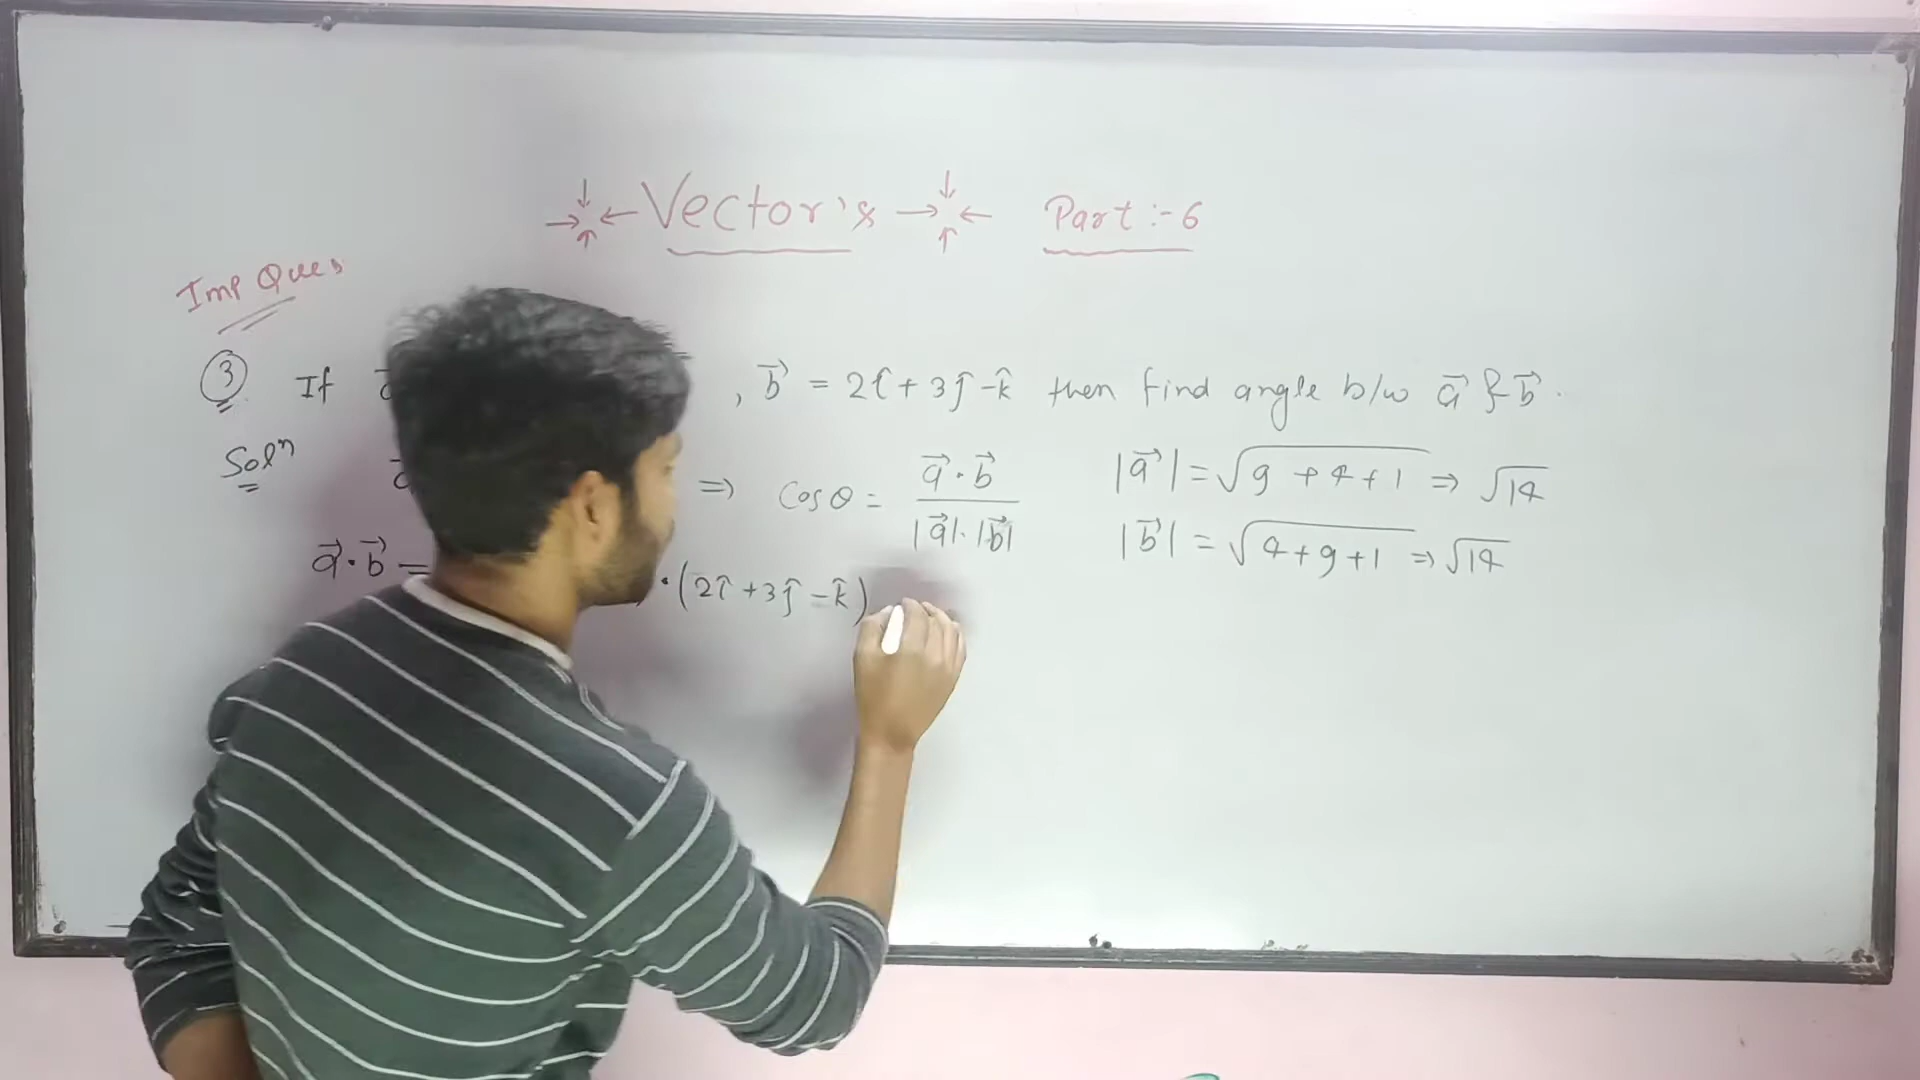 Vector's Part :- 6
Imp Ques
③ If , b⃗ = 2î + 3ĵ - k̂ then find angle b/w a⃗ & b⃗ .
Solⁿ ⇒ Cosθ = a⃗ · b⃗ / |a⃗| · |b⃗| |a⃗| = √9 + 4 + 1 ⇒ √14
|b⃗| = √4 + 9 + 1 ⇒ √14
a⃗ · b⃗ = · (2î + 3ĵ - k̂)